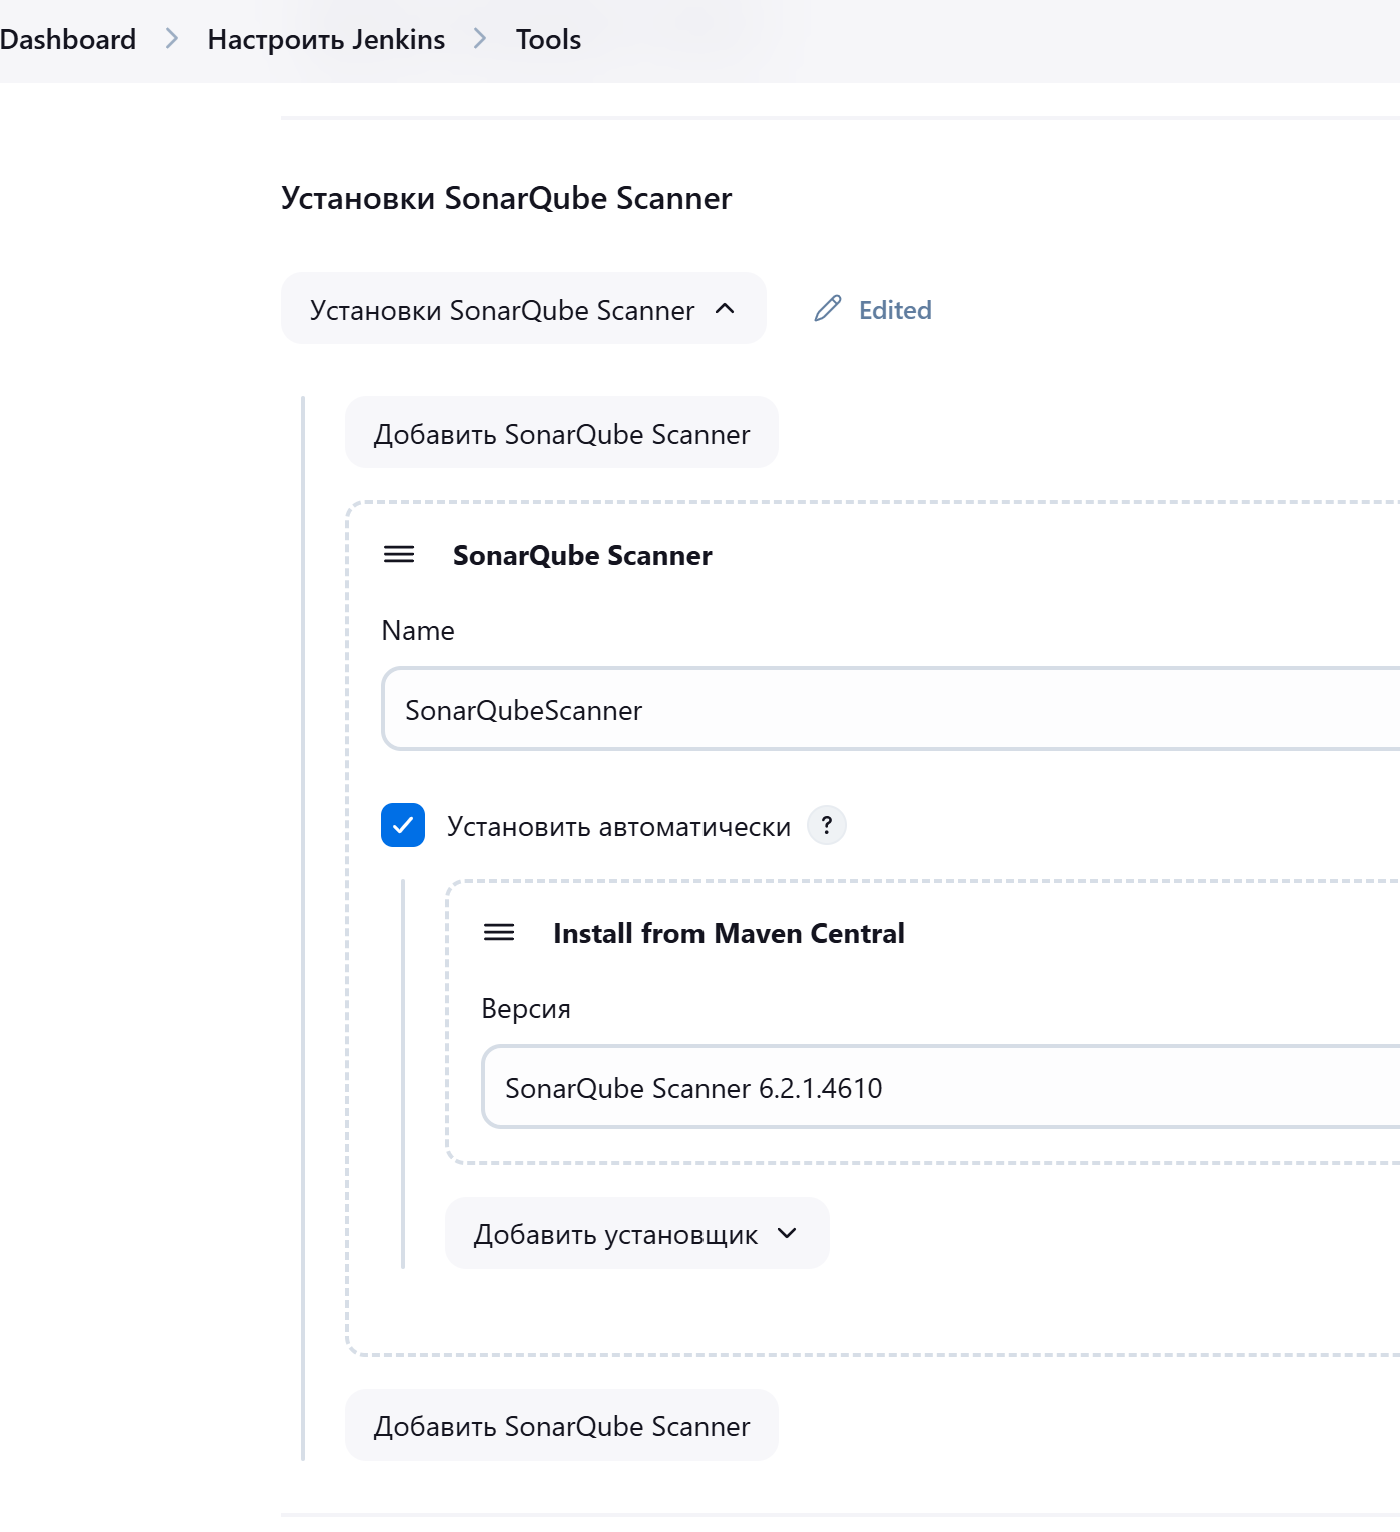 Dashboard > Настроить Jenkins > Tools
Установки SonarQube Scanner
Установки SonarQube Scanner Edited
Добавить SonarQube Scanner
SonarQube Scanner
Name
SonarQubeScanner
Установить автоматически ?
Install from Maven Central
Версия
SonarQube Scanner 6.2.1.4610
Добавить установщик
Добавить SonarQube Scanner